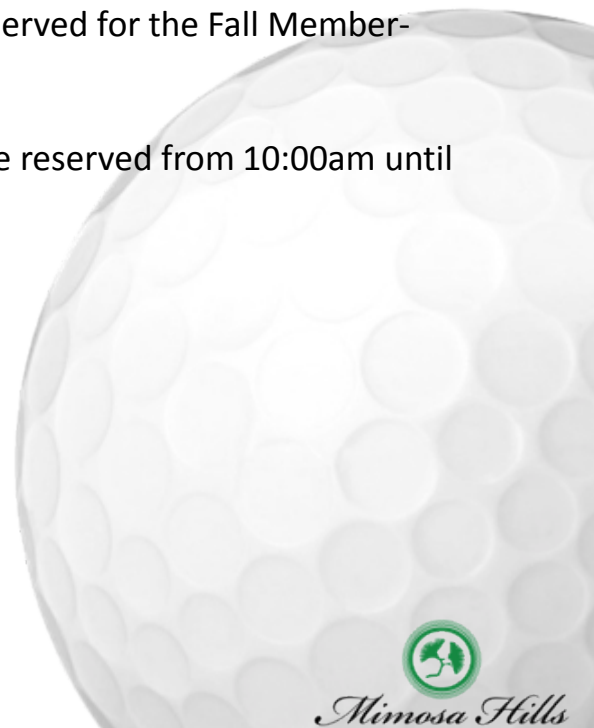 erved for the Fall Member-
e reserved from 10:00am until
Mimosa Hills